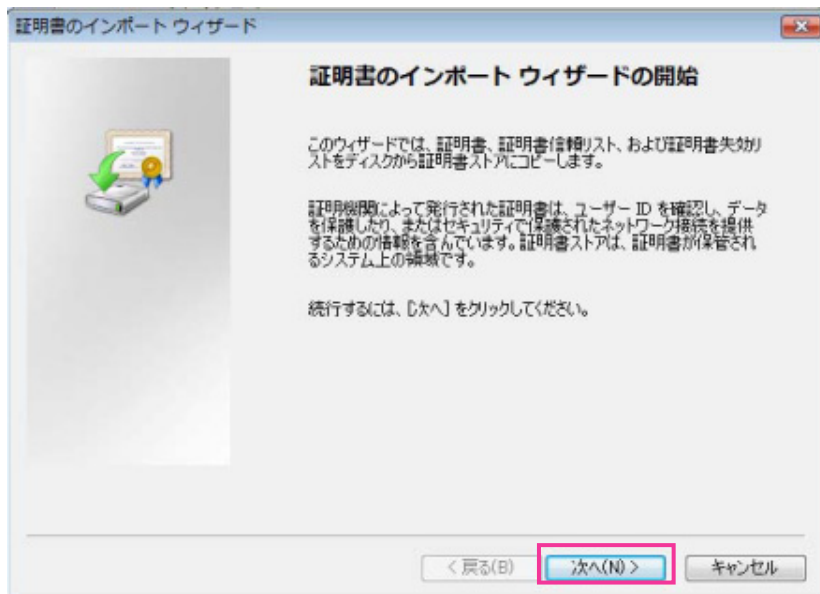 証明書のインポート ウィザード
証明書のインポート ウィザードの開始
このウィザードでは、証明書、証明書信頼リスト、および証明書失効リ
ストをディスクから証明書ストアにコピーします。
証明機関によって発行された証明書は、ユーザー ID を確認し、データ
を保護したり、またはセキュリティで保護されたネットワーク接続を提供
するための情報を含んでいます。証明書ストアは、証明書が保管され
るシステム上の領域です。
続行するには、[次へ] をクリックしてください。
< 戻る(B)
次へ(N) >
キャンセル